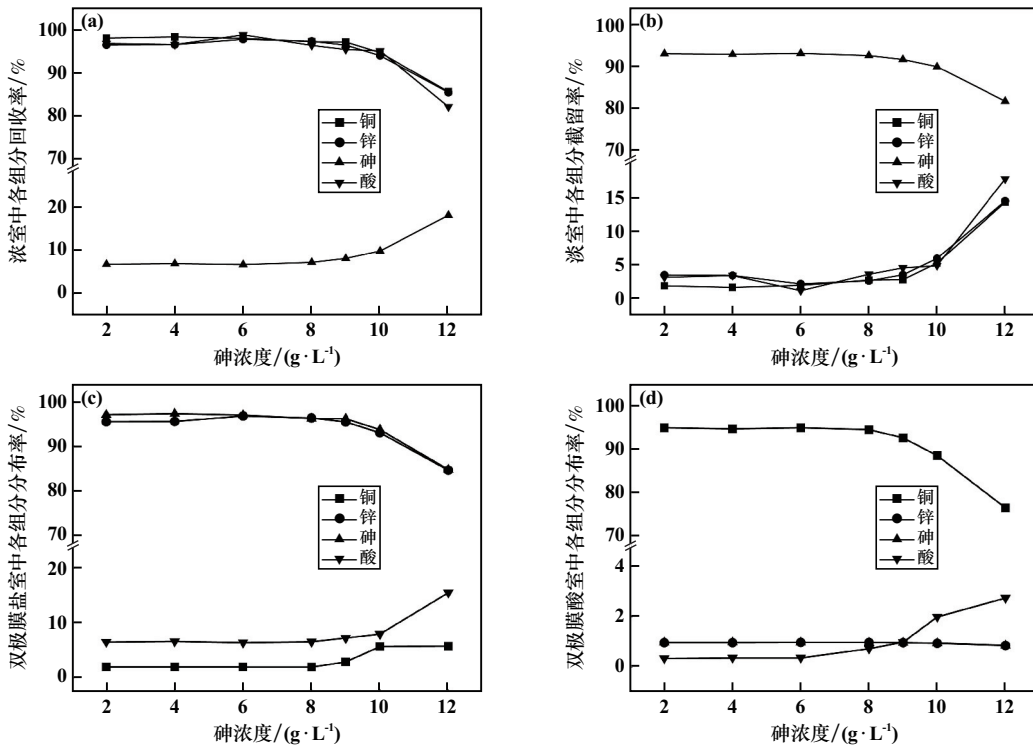 (a)
浓室中各组分回收率/%
100
90
80
70
20
10
0
铜
锌
砷
酸
2 4 6 8 10 12
砷浓度/(g·L⁻¹)
(b)
淡室中各组分截留率/%
100
90
80
70
15
10
5
0
铜
锌
砷
酸
2 4 6 8 10 12
砷浓度/(g·L⁻¹)
(c)
双极膜盐室中各组分分布率/%
100
90
80
70
20
10
0
铜
锌
砷
酸
2 4 6 8 10 12
砷浓度/(g·L⁻¹)
(d)
双极膜酸室中各组分分布率/%
100
90
80
70
4
2
0
铜
锌
砷
酸
2 4 6 8 10 12
砷浓度/(g·L⁻¹)